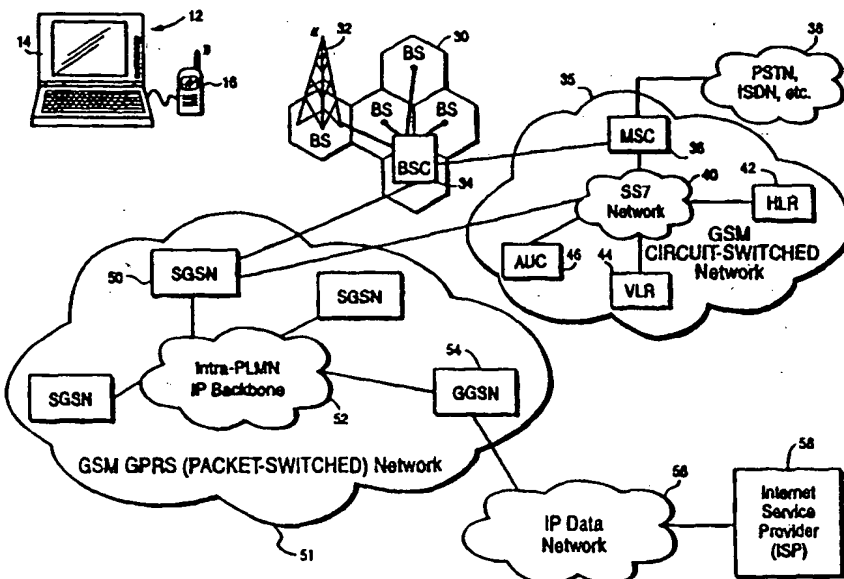 12
14
16
32
30
BS
BS
BS
BS
BSC
34
35
38
PSTN,
ISDN, etc.
MSC
36
SS7
Network
40
42
HLR
GSM
CIRCUIT-SWITCHED
Network
AUC
46
44
VLR
50
SGSN
SGSN
SGSN
Intra-PLMN
IP Backbone
52
54
GGSN
GSM GPRS (PACKET-SWITCHED) Network
51
56
IP Data
Network
58
Internet
Service
Provider
(ISP)